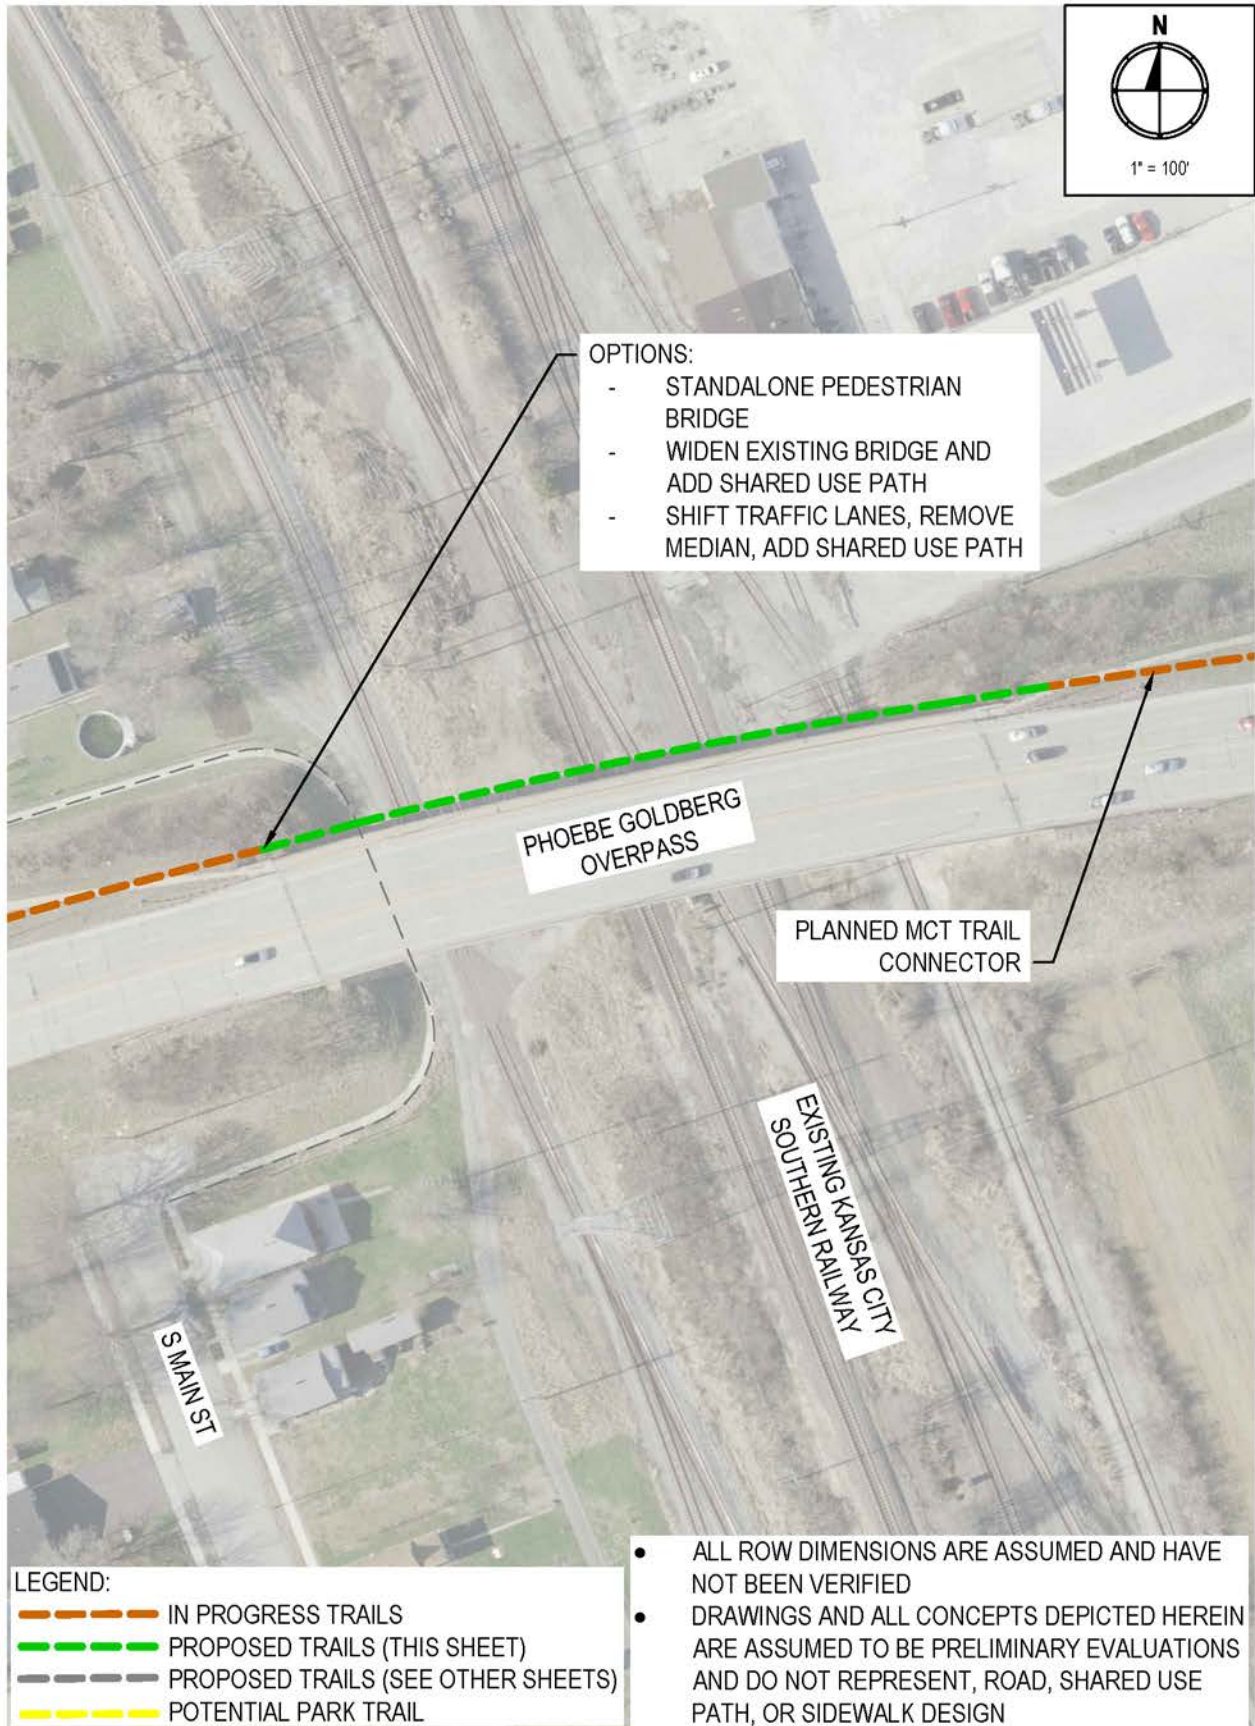 N
1" = 100'
OPTIONS:
- STANDALONE PEDESTRIAN
BRIDGE
- WIDEN EXISTING BRIDGE AND
ADD SHARED USE PATH
- SHIFT TRAFFIC LANES, REMOVE
MEDIAN, ADD SHARED USE PATH
PHOEBE GOLDBERG
OVERPASS
PLANNED MCT TRAIL
CONNECTOR
EXISTING KANSAS CITY
SOUTHERN RAILWAY
S MAIN ST
LEGEND:
IN PROGRESS TRAILS
PROPOSED TRAILS (THIS SHEET)
PROPOSED TRAILS (SEE OTHER SHEETS)
POTENTIAL PARK TRAIL
• ALL ROW DIMENSIONS ARE ASSUMED AND HAVE
NOT BEEN VERIFIED
• DRAWINGS AND ALL CONCEPTS DEPICTED HEREIN
ARE ASSUMED TO BE PRELIMINARY EVALUATIONS
AND DO NOT REPRESENT, ROAD, SHARED USE
PATH, OR SIDEWALK DESIGN